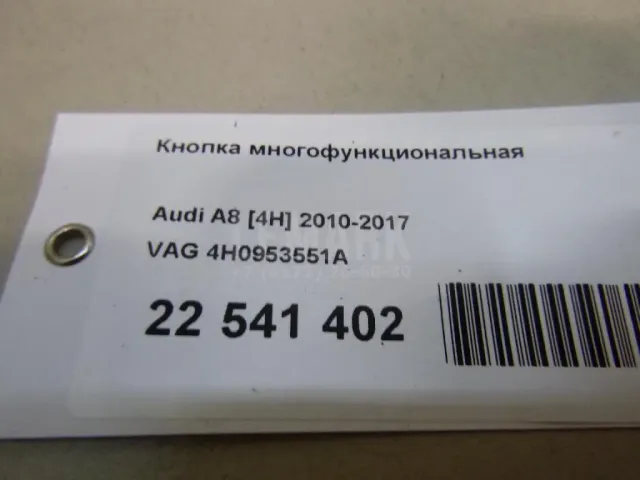 Кнопка многофункциональная
Audi A8 [4H] 2010-2017
VAG 4H0953551A
22 541 402